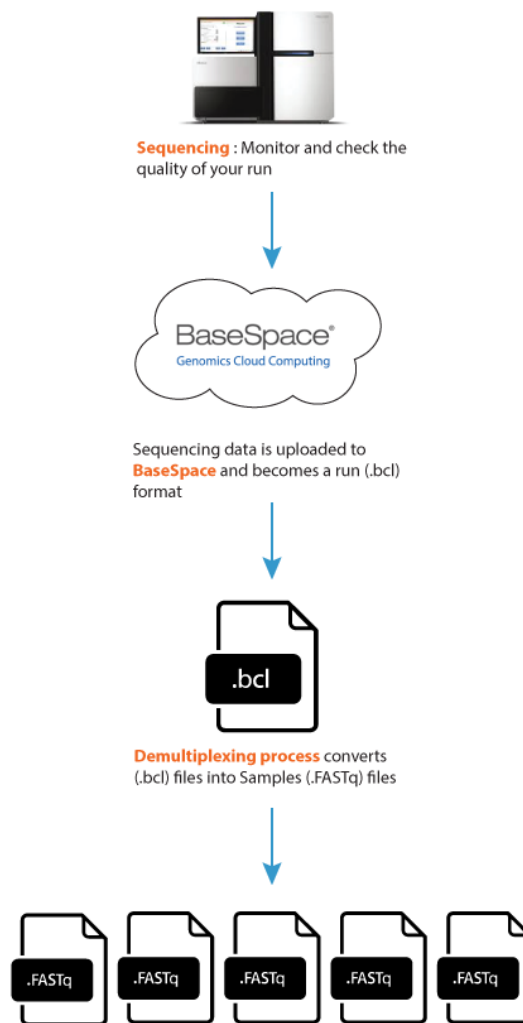 Sequencing : Monitor and check the
quality of your run
BaseSpace®
Genomics Cloud Computing
Sequencing data is uploaded to
BaseSpace and becomes a run (.bcl)
format
.bcl
Demultiplexing process converts
(.bcl) files into Samples (.FASTq) files
.FASTq
.FASTq
.FASTq
.FASTq
.FASTq